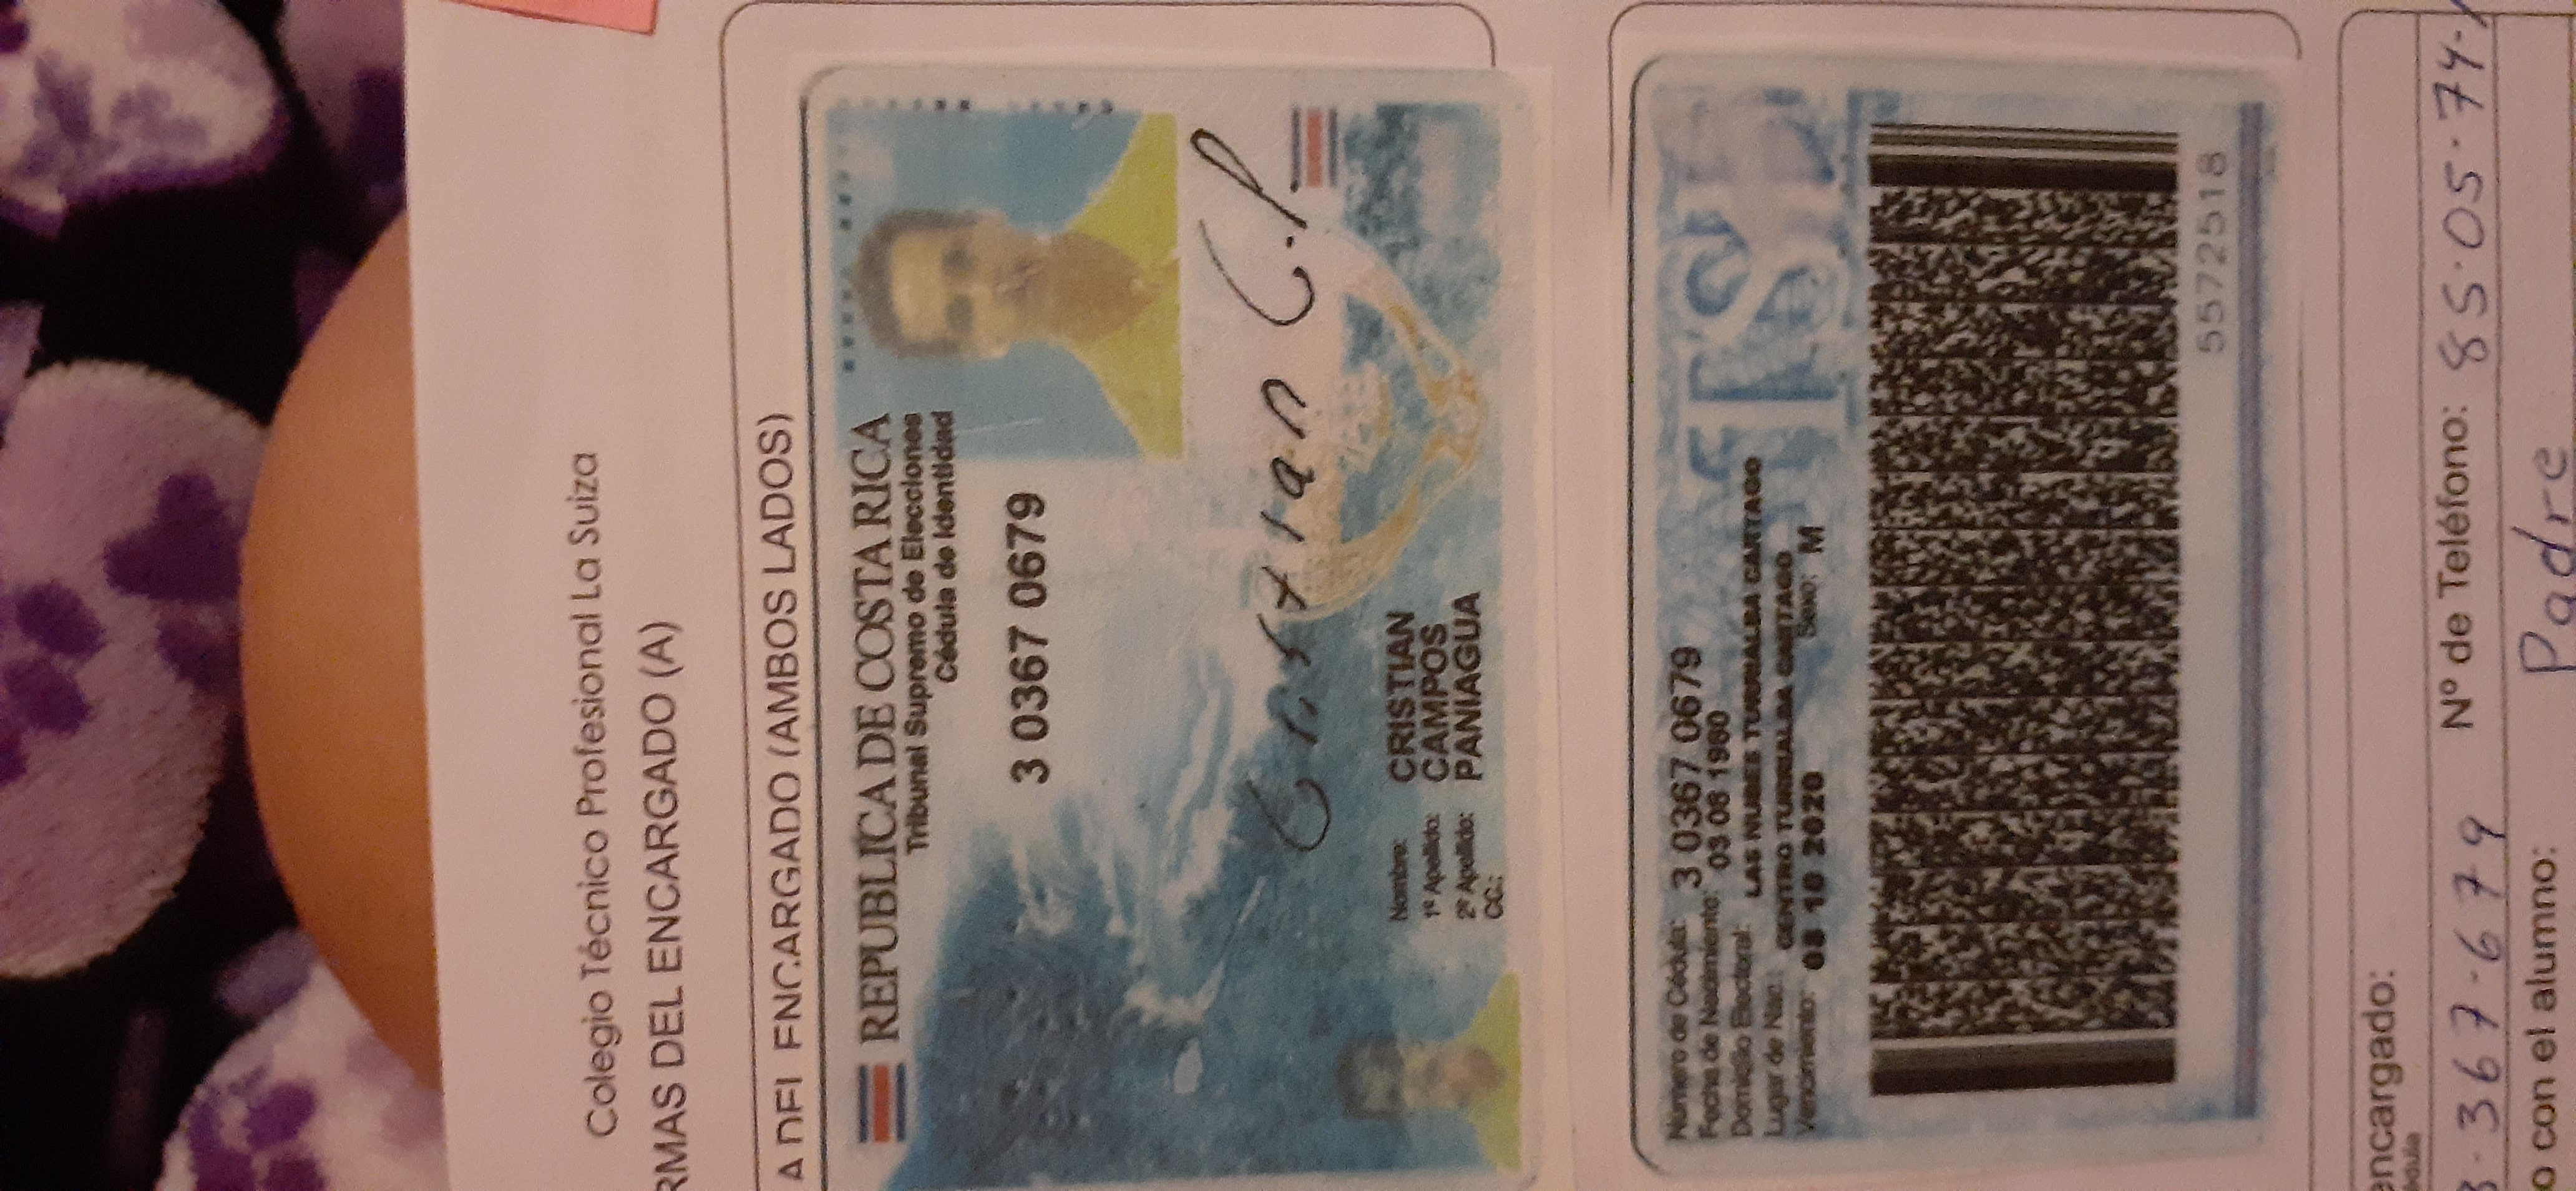 Colegio Técnico Profesional La Suiza
RMAS DEL ENCARGADO (A)
A DEL ENCARGADO (AMBOS LADOS)
REPUBLICA DE COSTA RICA
Tribunal Supremo de Elecciones
Cédula de Identidad
3 0367 0679
Cristian C.P.
Nombre: CRISTIAN
1º Apellido: CAMPOS
2º Apellido: PANIAGUA
CC.:
Número de Cédula: 3 0367 0679
Fecha de Nacimiento: 03 08 1980
Domicilio Electoral: LAS NUBES TURRIALBA CARTAGO
Lugar de Nac.: CENTRO TURRIALBA CARTAGO
Vencimiento: 08 10 2020 Sexo: M
TSE
5572518
encargado:
édula
3-367-679 Nº de Teléfono: 85-05-74-
o con el alumno: Padre